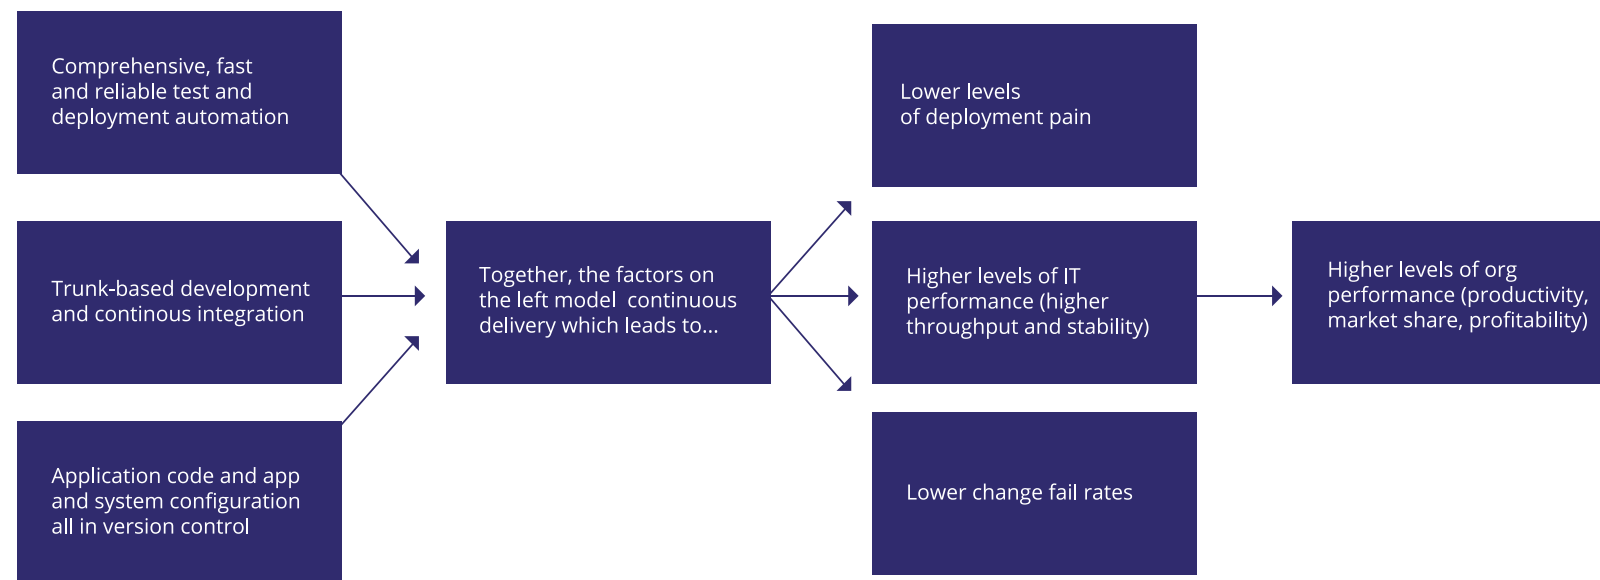 Comprehensive, fast
and reliable test and
deployment automation
Trunk-based development
and continous integration
Application code and app
and system configuration
all in version control
Together, the factors on
the left model  continuous
delivery which leads to...
Lower levels
of deployment pain
Higher levels of IT
performance (higher
throughput and stability)
Lower change fail rates
Higher levels of org
performance (productivity,
market share, profitability)